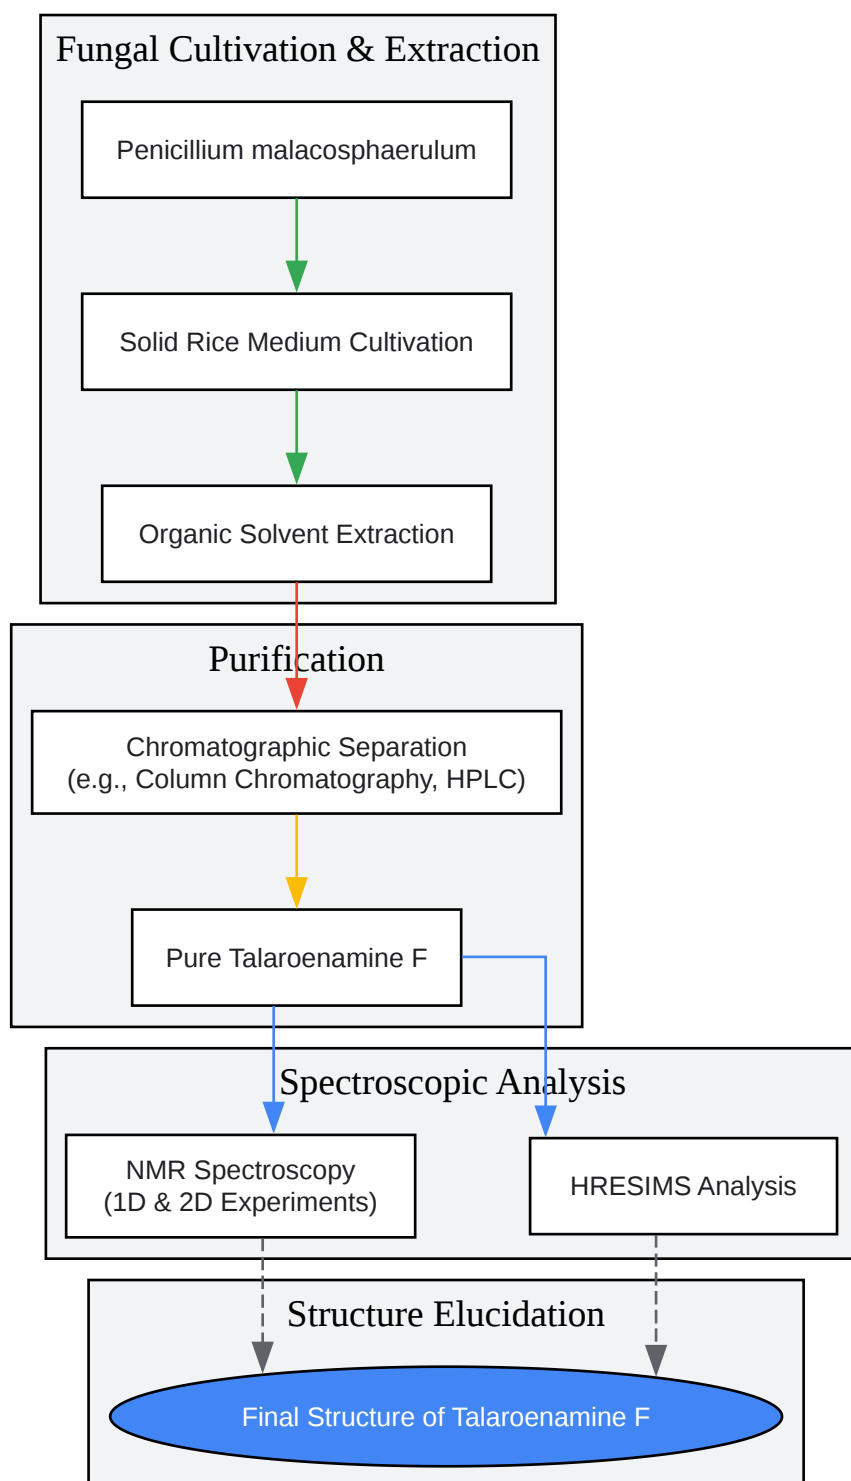 Fungal Cultivation & Extraction
Penicillium malacosphaerulum
Solid Rice Medium Cultivation
Organic Solvent Extraction
Purification
Chromatographic Separation
(e.g., Column Chromatography, HPLC)
Pure Talaroenamine F
Spectroscopic Analysis
NMR Spectroscopy
(1D & 2D Experiments)
HRESIMS Analysis
Structure Elucidation
Final Structure of Talaroenamine F